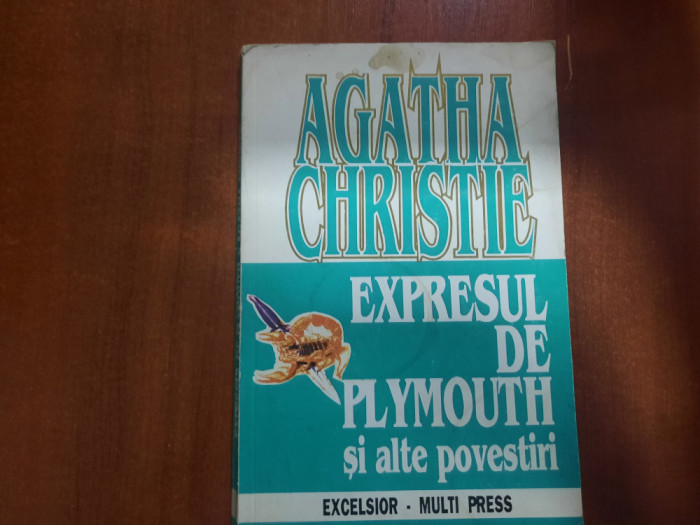 AGATHA
CHRISTIE
EXPRESUL
DE
PLYMOUTH
și alte povestiri
EXCELSIOR - MULTI PRESS